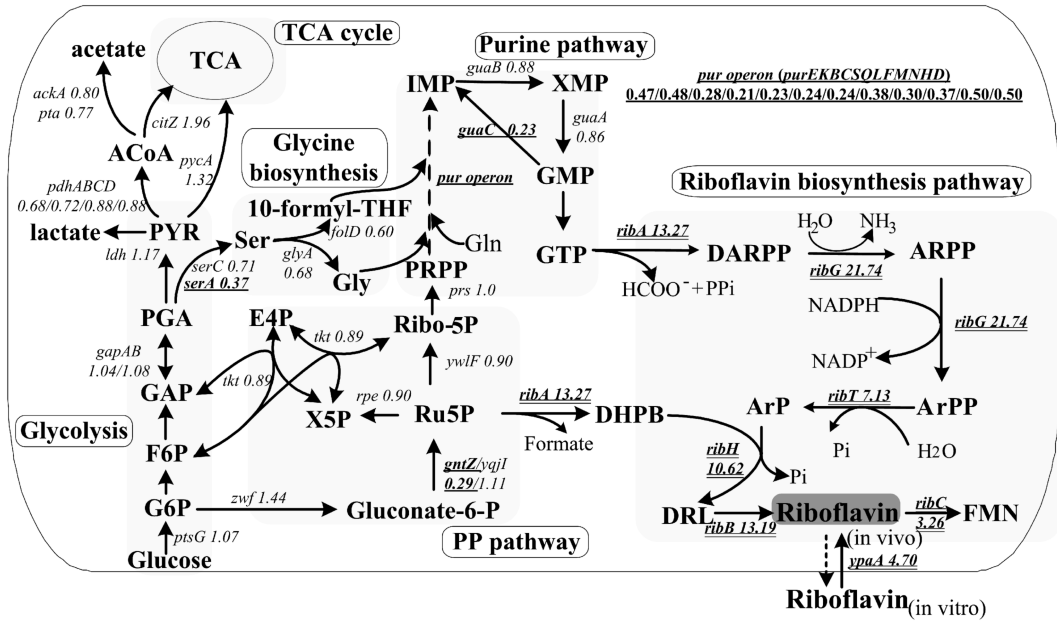 acetate
TCA
TCA cycle
Purine pathway
IMP
guaB 0.88
XMP
pur operon (purEKBCSQLFMNHD)
0.47/0.48/0.28/0.21/0.23/0.24/0.24/0.38/0.30/0.37/0.50/0.50
ackA 0.80
pta 0.77
citZ 1.96
ACoA
pycA
1.32
guaC 0.23
guaA
0.86
Glycine
biosynthesis
pur operon
GMP
Riboflavin biosynthesis pathway
pdhABCD
0.68/0.72/0.88/0.88
10-formyl-THF
folD 0.60
lactate
PYR
ldh 1.17
Ser
serC 0.71
serA 0.37
glyA
0.68
Gly
Gln
PRPP
GTP
ribA 13.27
HCOO- + PPi
DARPP
H2O
NH3
ribG 21.74
ARPP
prs 1.0
PGA
E4P
tkt 0.89
Ribo-5P
NADPH
ribG 21.74
NADP+
gapAB
1.04/1.08
GAP
tkt 0.89
ywlF 0.90
rpe 0.90
X5P
Ru5P
ribA 13.27
Formate
DHPB
ArP
ribT 7.13
ArPP
Pi
H2O
Glycolysis
F6P
gntZ/yqjI
0.29/1.11
ribH
10.62
Pi
G6P
zwf 1.44
Gluconate-6-P
DRL
ribB 13.19
Riboflavin
(in vivo)
ribC
3.26
FMN
ptsG 1.07
Glucose
PP pathway
ypaA 4.70
Riboflavin(in vitro)